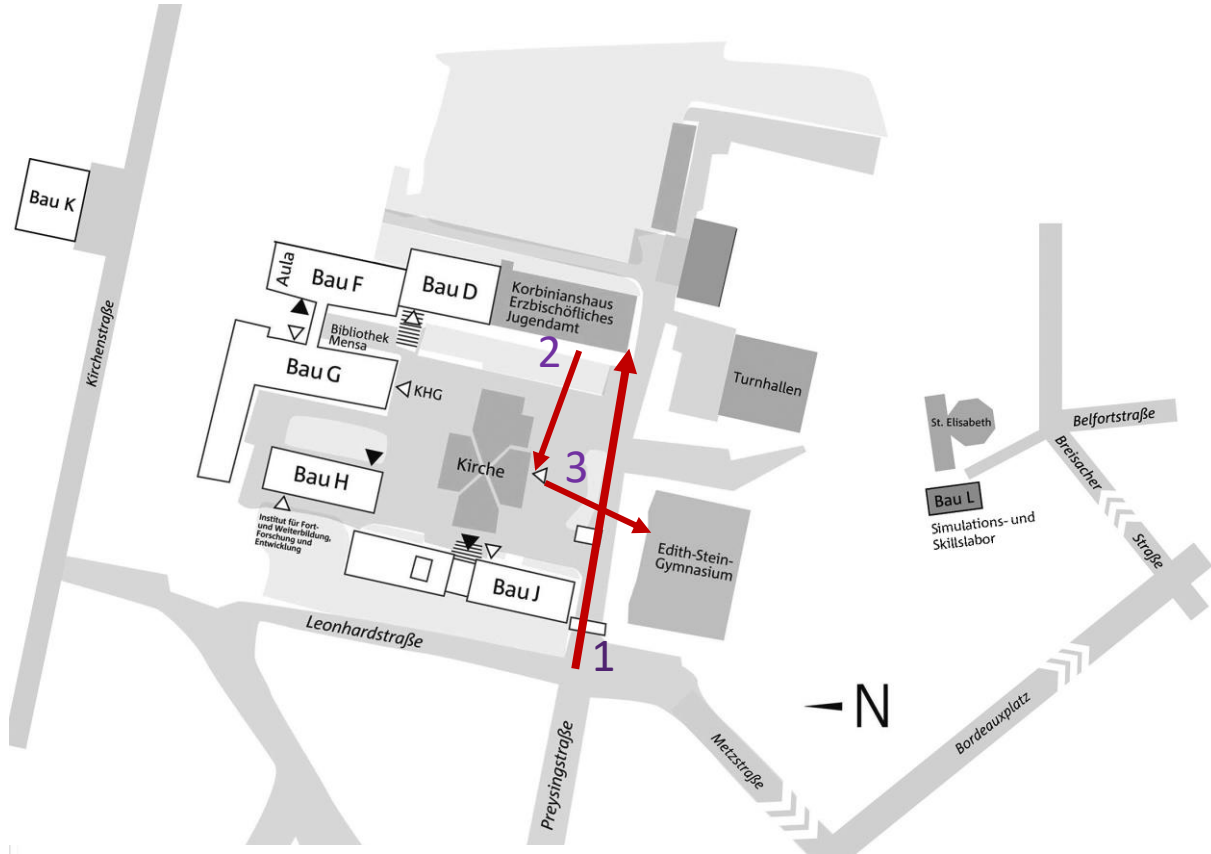 Bau K
Kirchenstraße
Aula
Bau F
Bau D
Korbinianshaus
Erzbischöfliches
Jugendamt
Bibliothek
Mensa
2
Bau G
KHG
Turnhallen
Kirche
3
Bau H
Institut für Fort-
und Weiterbildung,
Forschung und
Entwicklung
Edith-Stein-
Gymnasium
Bau J
1
Leonhardstraße
Preysingstraße
Metzstraße
N
St. Elisabeth
Belfortstraße
Breisacher
Straße
Bau L
Simulations- und
Skillslabor
Bordeauxplatz